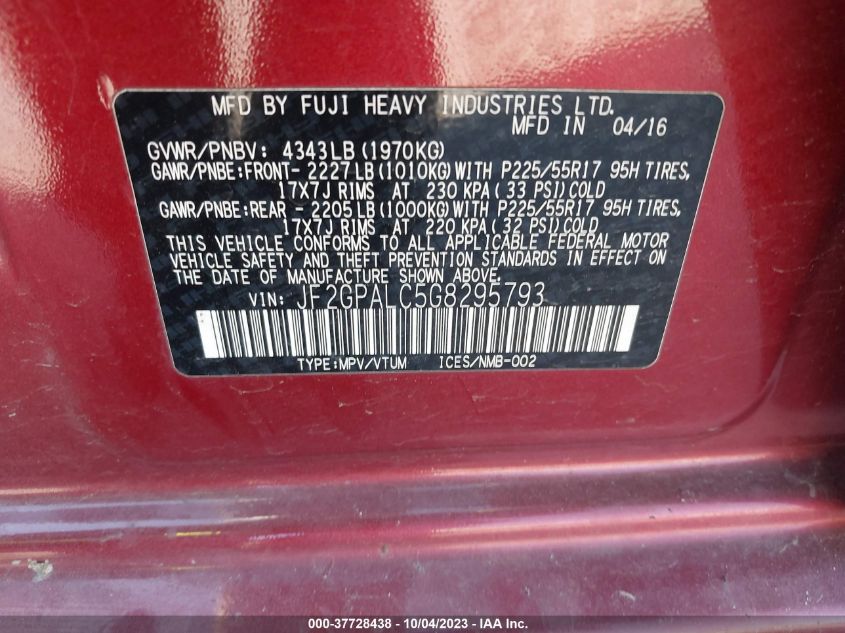 MFD BY FUJI HEAVY INDUSTRIES LTD.
MFD IN 04/16
GVWR/PNBV: 4343LB(1970KG)
GAWR/PNBE:FRONT- 2227LB(1010KG)WITH P225/55R17 95H TIRES,
17X7J RIMS AT 230 KPA(33 PSI)COLD
GAWR/PNBE:REAR - 2205LB(1000KG)WITH P225/55R17 95H TIRES,
17X7J RIMS AT 220 KPA(32 PSI)COLD
THIS VEHICLE CONFORMS TO ALL APPLICABLE FEDERAL MOTOR
VEHICLE SAFETY AND THEFT PREVENTION STANDARDS IN EFFECT ON
THE DATE OF MANUFACTURE SHOWN ABOVE.
VIN: JF2GPALC5G8295793
TYPE:MPV/VTUM ICES/NMB-002
000-37728438 - 10/04/2023 - IAA Inc.